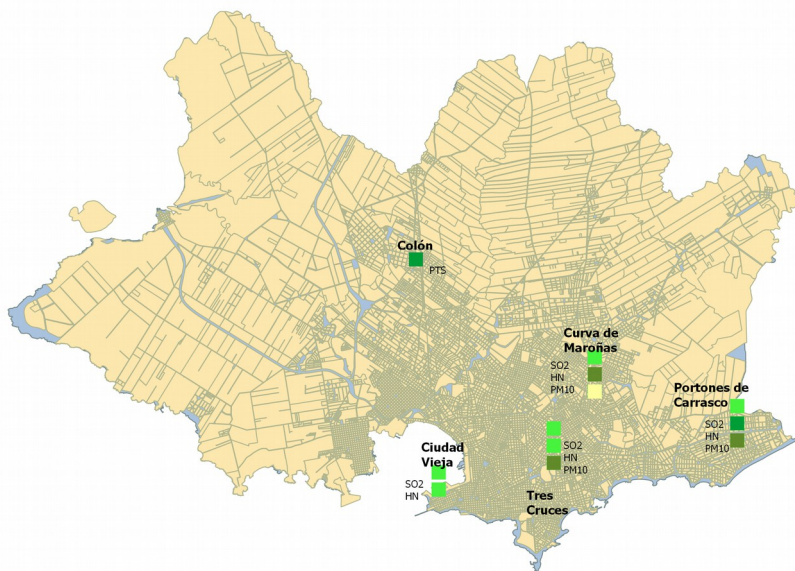 Colón
PTS
Curva de
Maroñas
SO2
HN
PM10
Portones de
Carrasco
SO2
HN
PM10
Ciudad
Vieja
SO2
HN
SO2
HN
PM10
Tres
Cruces